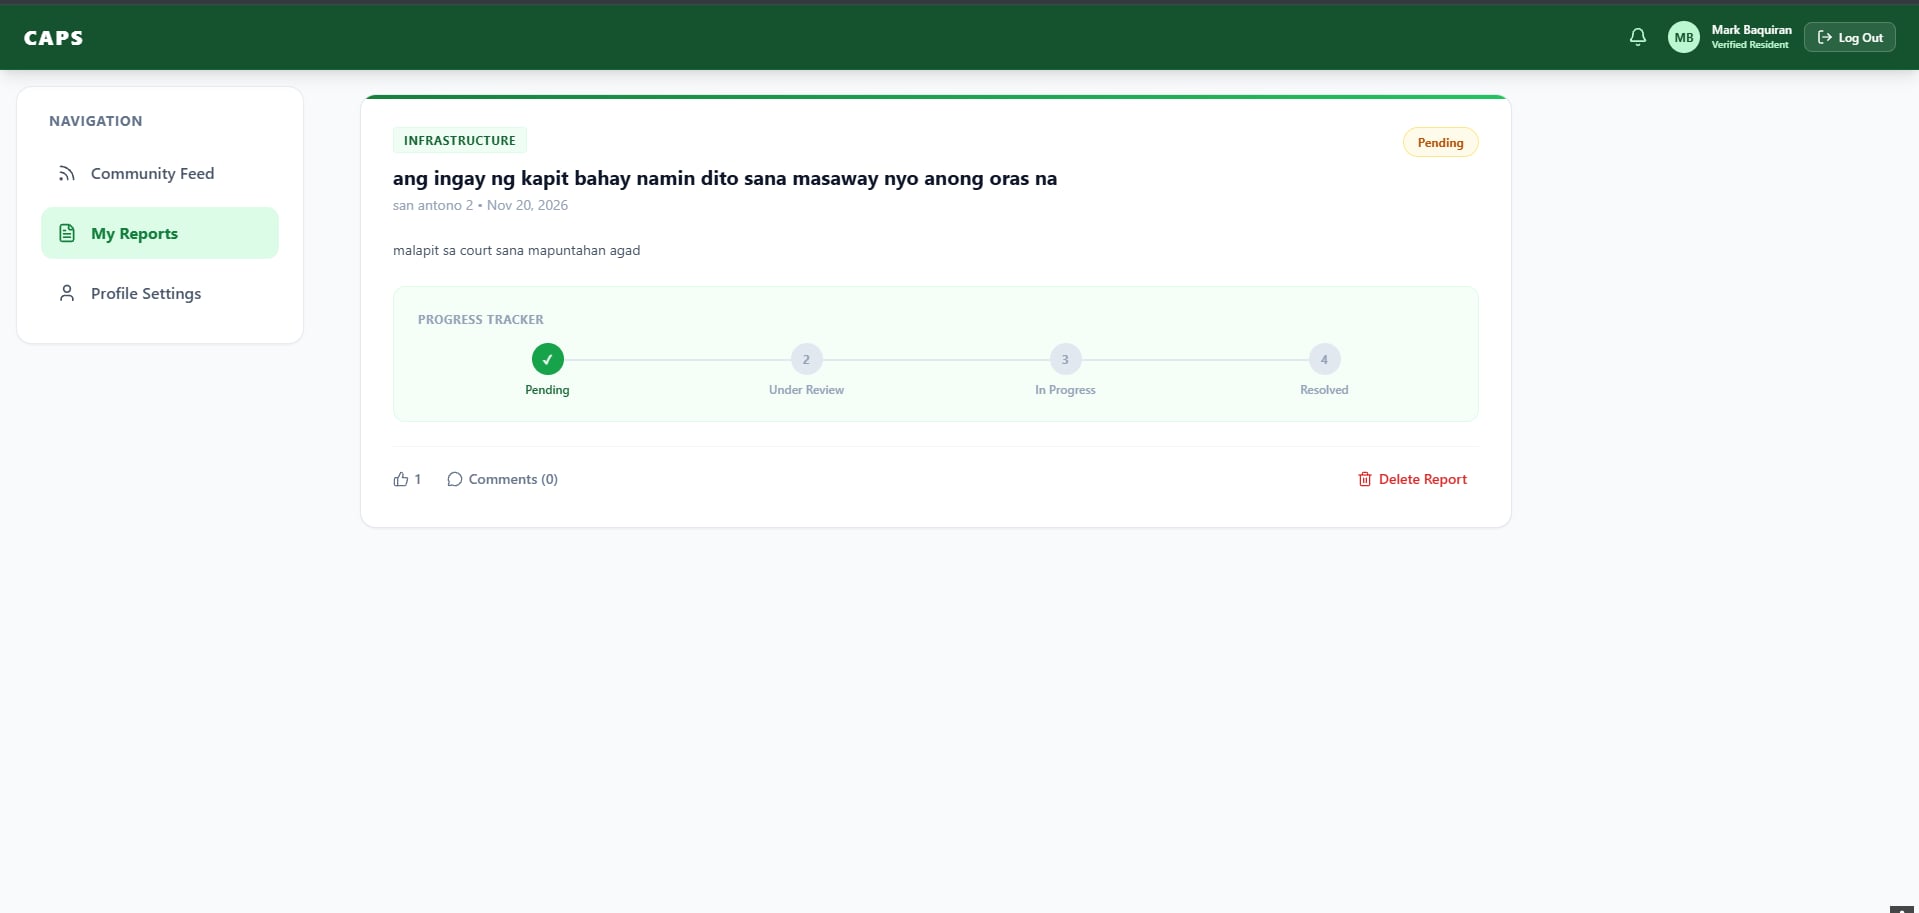 CAPS
MB
Mark Baquiran
Verified Resident
Log Out
NAVIGATION
Community Feed
My Reports
Profile Settings
INFRASTRUCTURE
Pending
ang ingay ng kapit bahay namin dito sana masaway nyo anong oras na
san antono 2 • Nov 20, 2026
malapit sa court sana mapuntahan agad
PROGRESS TRACKER
✓ 2 3 4
Pending Under Review In Progress Resolved
1 Comments (0) Delete Report